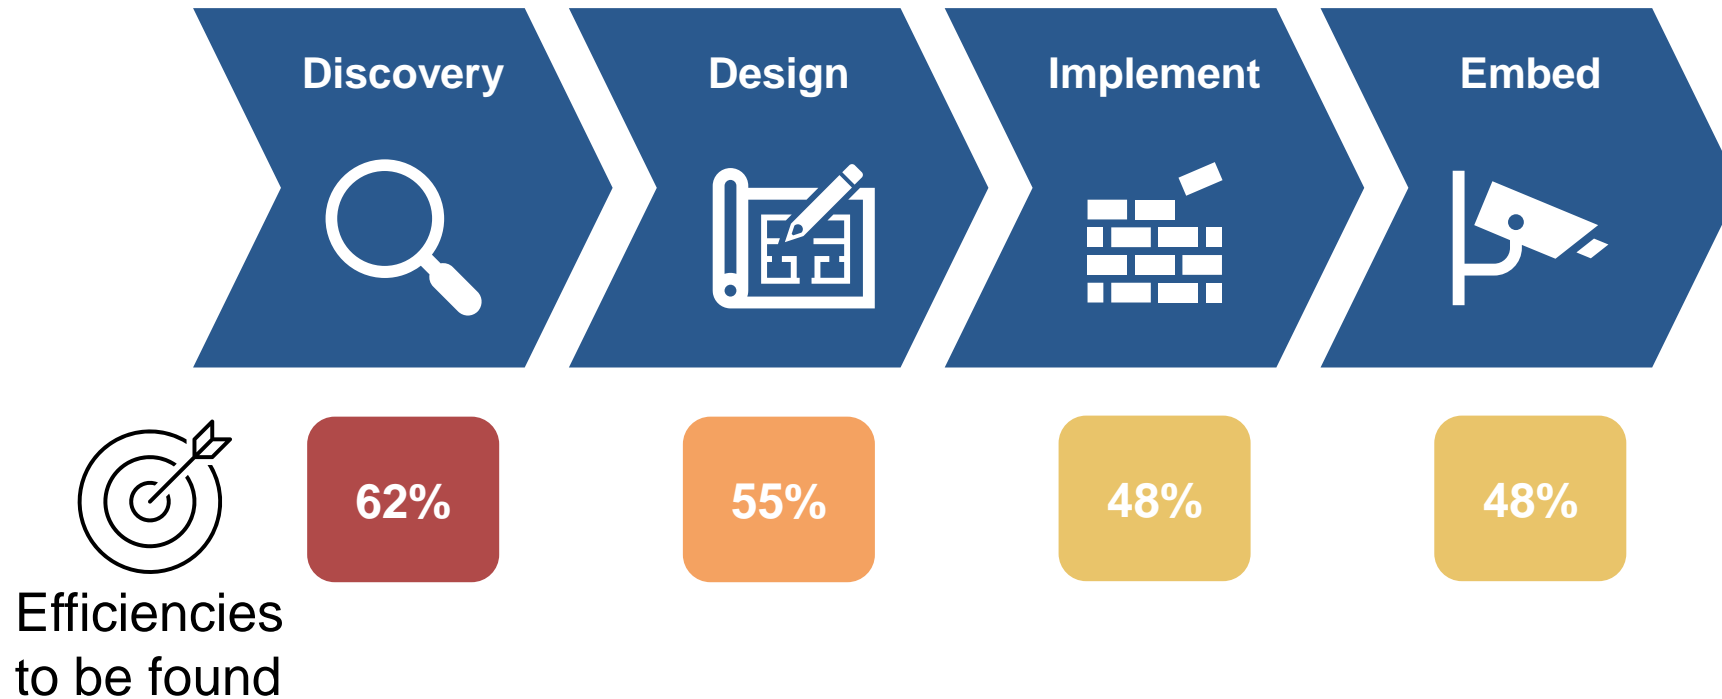 Discovery
Design
Implement
Embed
62%
55%
48%
48%
Efficiencies
to be found